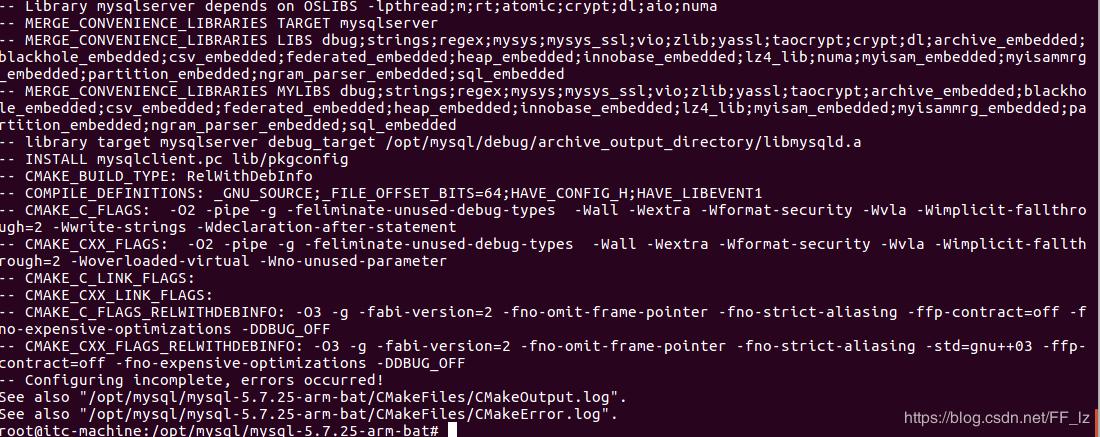 -- Library mysqlserver depends on OSLIBS -lpthread;m;rt;atomic;crypt;dl;aio;numa
-- MERGE_CONVENIENCE_LIBRARIES TARGET mysqlserver
-- MERGE_CONVENIENCE_LIBRARIES LIBS dbug;strings;regex;mysys;mysys_ssl;vio;zlib;yassl;taocrypt;crypt;dl;archive_embedded;
blackhole_embedded;csv_embedded;federated_embedded;heap_embedded;innobase_embedded;lz4_lib;numa;myisam_embedded;myisammrg
_embedded;partition_embedded;ngram_parser_embedded;sql_embedded
-- MERGE_CONVENIENCE_LIBRARIES MYLIBS dbug;strings;regex;mysys;mysys_ssl;vio;zlib;yassl;taocrypt;archive_embedded;blackho
le_embedded;csv_embedded;federated_embedded;heap_embedded;innobase_embedded;lz4_lib;myisam_embedded;myisammrg_embedded;pa
rtition_embedded;ngram_parser_embedded;sql_embedded
-- library target mysqlserver debug_target /opt/mysql/debug/archive_output_directory/libmysqld.a
-- INSTALL mysqlclient.pc lib/pkgconfig
-- CMAKE_BUILD_TYPE: RelWithDebInfo
-- COMPILE_DEFINITIONS: _GNU_SOURCE;_FILE_OFFSET_BITS=64;HAVE_CONFIG_H;HAVE_LIBEVENT1
-- CMAKE_C_FLAGS:  -O2 -pipe -g -feliminate-unused-debug-types  -Wall -Wextra -Wformat-security -Wvla -Wimplicit-fallthro
ugh=2 -Wwrite-strings -Wdeclaration-after-statement
-- CMAKE_CXX_FLAGS:  -O2 -pipe -g -feliminate-unused-debug-types  -Wall -Wextra -Wformat-security -Wvla -Wimplicit-fallth
rough=2 -Woverloaded-virtual -Wno-unused-parameter
-- CMAKE_C_LINK_FLAGS:
-- CMAKE_CXX_LINK_FLAGS:
-- CMAKE_C_FLAGS_RELWITHDEBINFO: -O3 -g -fabi-version=2 -fno-omit-frame-pointer -fno-strict-aliasing -ffp-contract=off -f
no-expensive-optimizations -DDBUG_OFF
-- CMAKE_CXX_FLAGS_RELWITHDEBINFO: -O3 -g -fabi-version=2 -fno-omit-frame-pointer -fno-strict-aliasing -std=gnu++03 -ffp-
contract=off -fno-expensive-optimizations -DDBUG_OFF
-- Configuring incomplete, errors occurred!
See also "/opt/mysql/mysql-5.7.25-arm-bat/CMakeFiles/CMakeOutput.log".
See also "/opt/mysql/mysql-5.7.25-arm-bat/CMakeFiles/CMakeError.log".
root@itc-machine:/opt/mysql/mysql-5.7.25-arm-bat#
https://blog.csdn.net/FF_lz